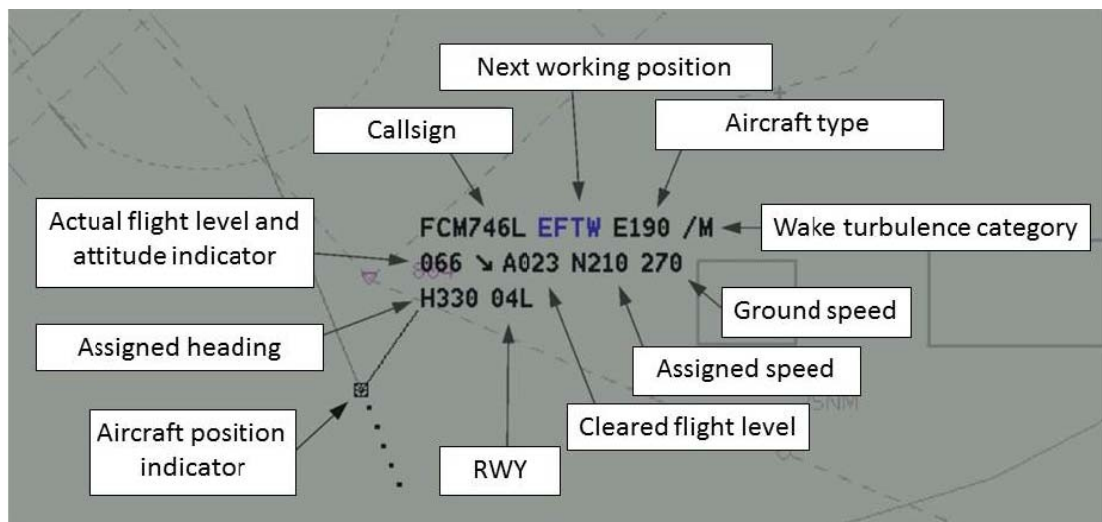 Next working position
Callsign
Aircraft type
Actual flight level and
attitude indicator
FCM746L EFTW E190 /M
Wake turbulence category
066 ↘ A023 N210 270
H330 04L
Ground speed
Assigned heading
Assigned speed
Aircraft position
indicator
Cleared flight level
RWY